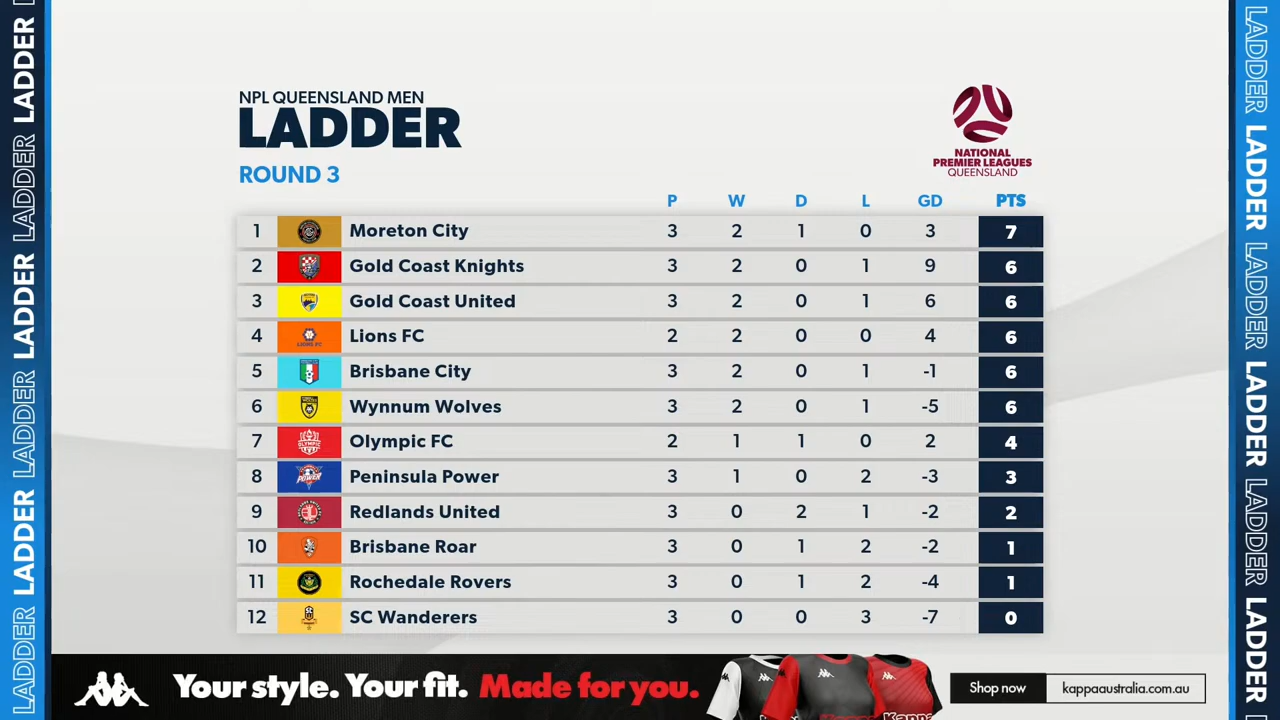 LADDER LADDER LADDER LADDER LADDER LADDER
NPL QUEENSLAND MEN
LADDER
ROUND 3
NATIONAL
PREMIER LEAGUES
QUEENSLAND
P W D L GD PTS
1 Moreton City 3 2 1 0 3 7
2 Gold Coast Knights 3 2 0 1 9 6
3 Gold Coast United 3 2 0 1 6 6
4 LIONS FC Lions FC 2 2 0 0 4 6
5 Brisbane City 3 2 0 1 -1 6
6 Wynnum Wolves 3 2 0 1 -5 6
7 OLYMPIC Olympic FC 2 1 1 0 2 4
8 POWER Peninsula Power 3 1 0 2 -3 3
9 Redlands United 3 0 2 1 -2 2
10 Brisbane Roar 3 0 1 2 -2 1
11 Rochedale Rovers 3 0 1 2 -4 1
12 SC Wanderers 3 0 0 3 -7 0
LADDER LADDER LADDER LADDER LADDER LADDER
Kappa
Your style. Your fit. Made for you.
Shop now kappaaustralia.com.au